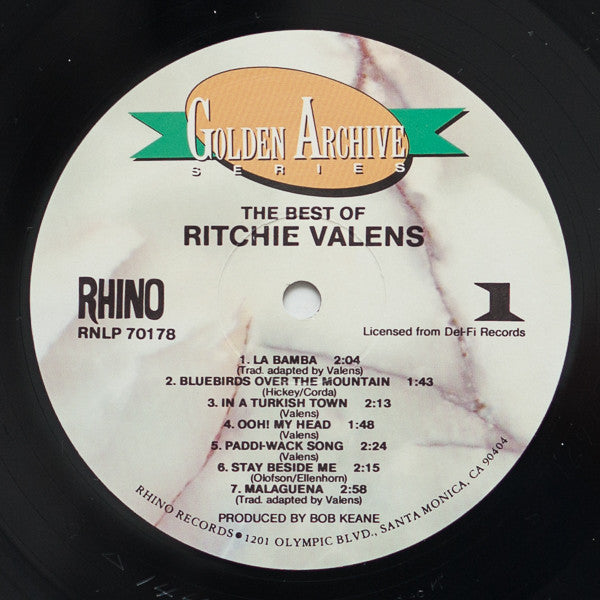 GOLDEN ARCHIVE
SERIES
THE BEST OF
RITCHIE VALENS
RHINO
RNLP 70178
1
Licensed from Del-Fi Records
1. LA BAMBA 2:04
(Trad. adapted by Valens)
2. BLUEBIRDS OVER THE MOUNTAIN 1:43
(Hickey/Corda)
3. IN A TURKISH TOWN 2:13
(Valens)
4. OOH! MY HEAD 1:48
(Valens)
5. PADDI-WACK SONG 2:24
(Valens)
6. STAY BESIDE ME 2:15
(Olofson/Ellenhorn)
7. MALAGUENA 2:58
(Trad. adapted by Valens)
PRODUCED BY BOB KEANE
RHINO RECORDS ● 1201 OLYMPIC BLVD., SANTA MONICA, CA 90404